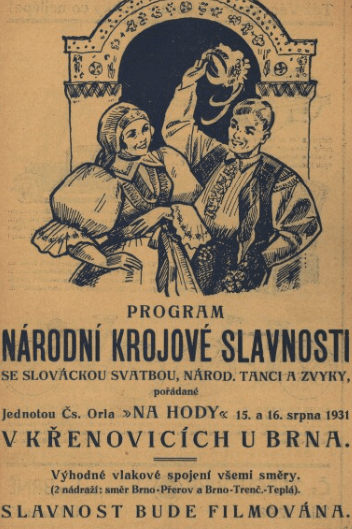 PROGRAM
NÁRODNÍ KROJOVÉ SLAVNOSTI
SE SLOVÁCKOU SVATBOU, NÁROD. TANCI A ZVYKY,
pořádané
Jednotou Čs. Orla »NA HODY« 15. a 16. srpna 1931
V KŘENOVICÍCH U BRNA.
Výhodné vlakové spojení všemi směry.
(2 nádraží: směr Brno-Přerov a Brno-Trenč.-Teplá).
SLAVNOST BUDE FILMOVÁNA.